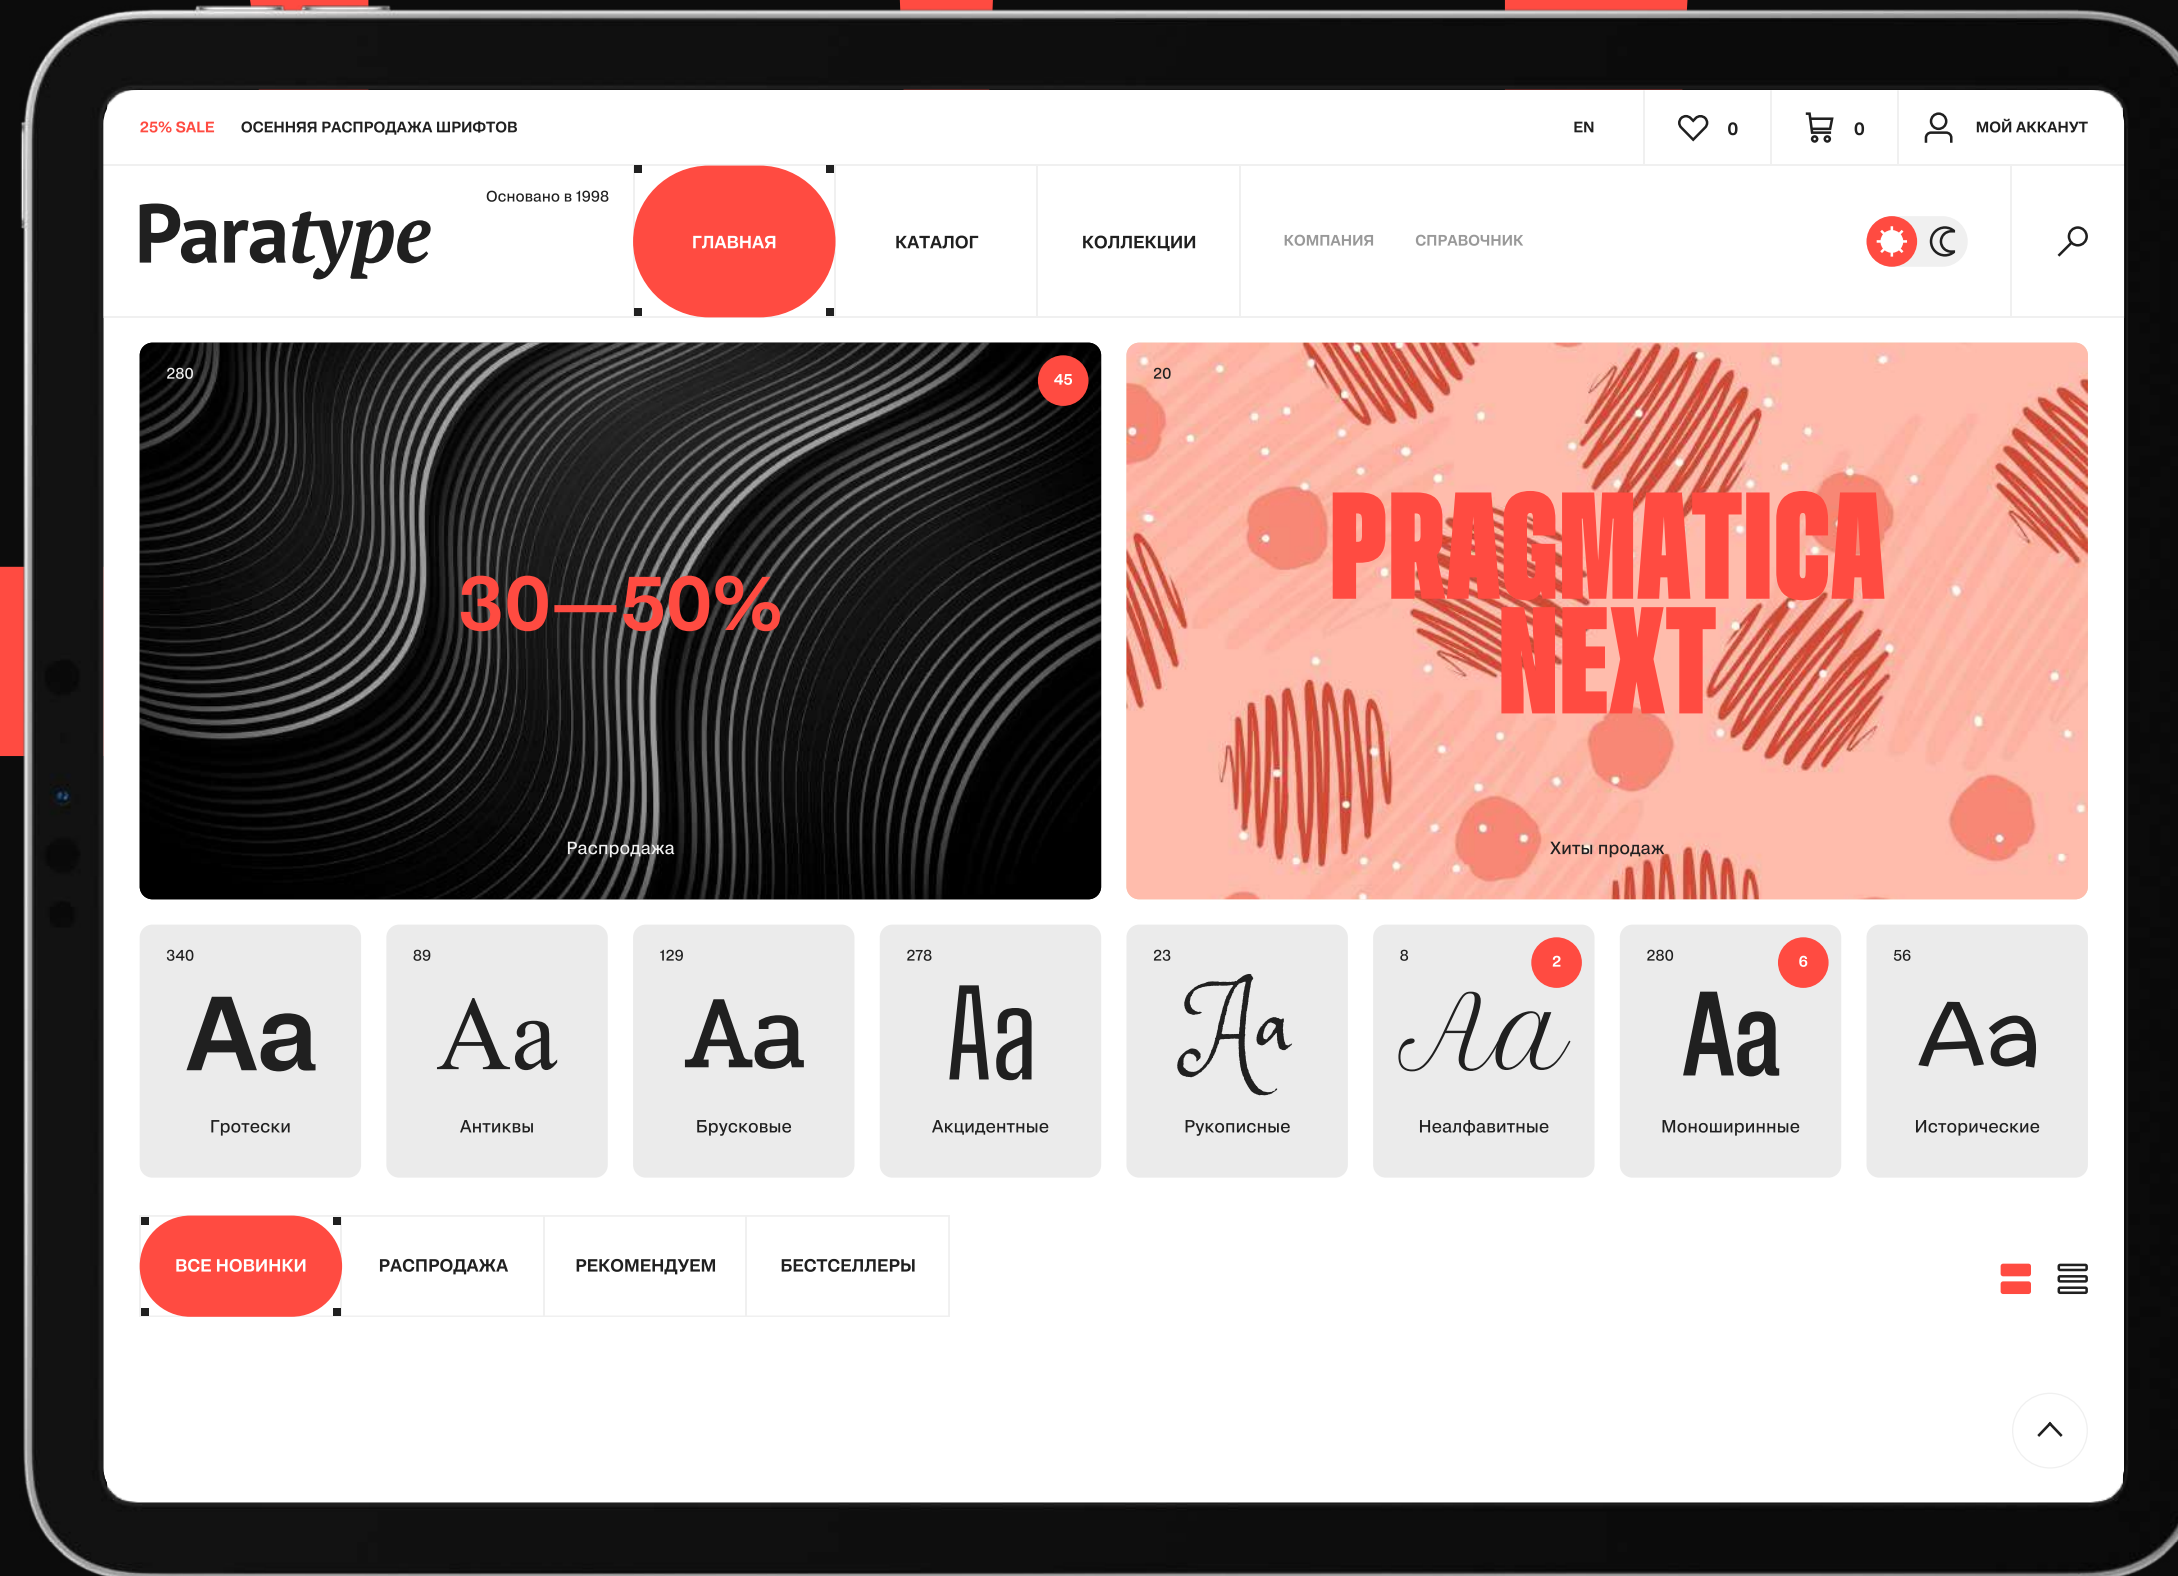 25% SALE ОСЕННЯЯ РАСПРОДАЖА ШРИФТОВ
EN
0
0
МОЙ АККАНУТ
Paratype
Основано в 1998
ГЛАВНАЯ
КАТАЛОГ
КОЛЛЕКЦИИ
КОМПАНИЯ
СПРАВОЧНИК
280
45
30—50%
Распродажа
20
PRAGMATICA
NEXT
Хиты продаж
340
Aa
Гротески
89
Aa
Антиквы
129
Aa
Брусковые
278
Aa
Акцидентные
23
Aa
Рукописные
8
2
Aa
Неалфавитные
280
6
Aa
Моноширинные
56
Aa
Исторические
ВСЕ НОВИНКИ
РАСПРОДАЖА
РЕКОМЕНДУЕМ
БЕСТСЕЛЛЕРЫ